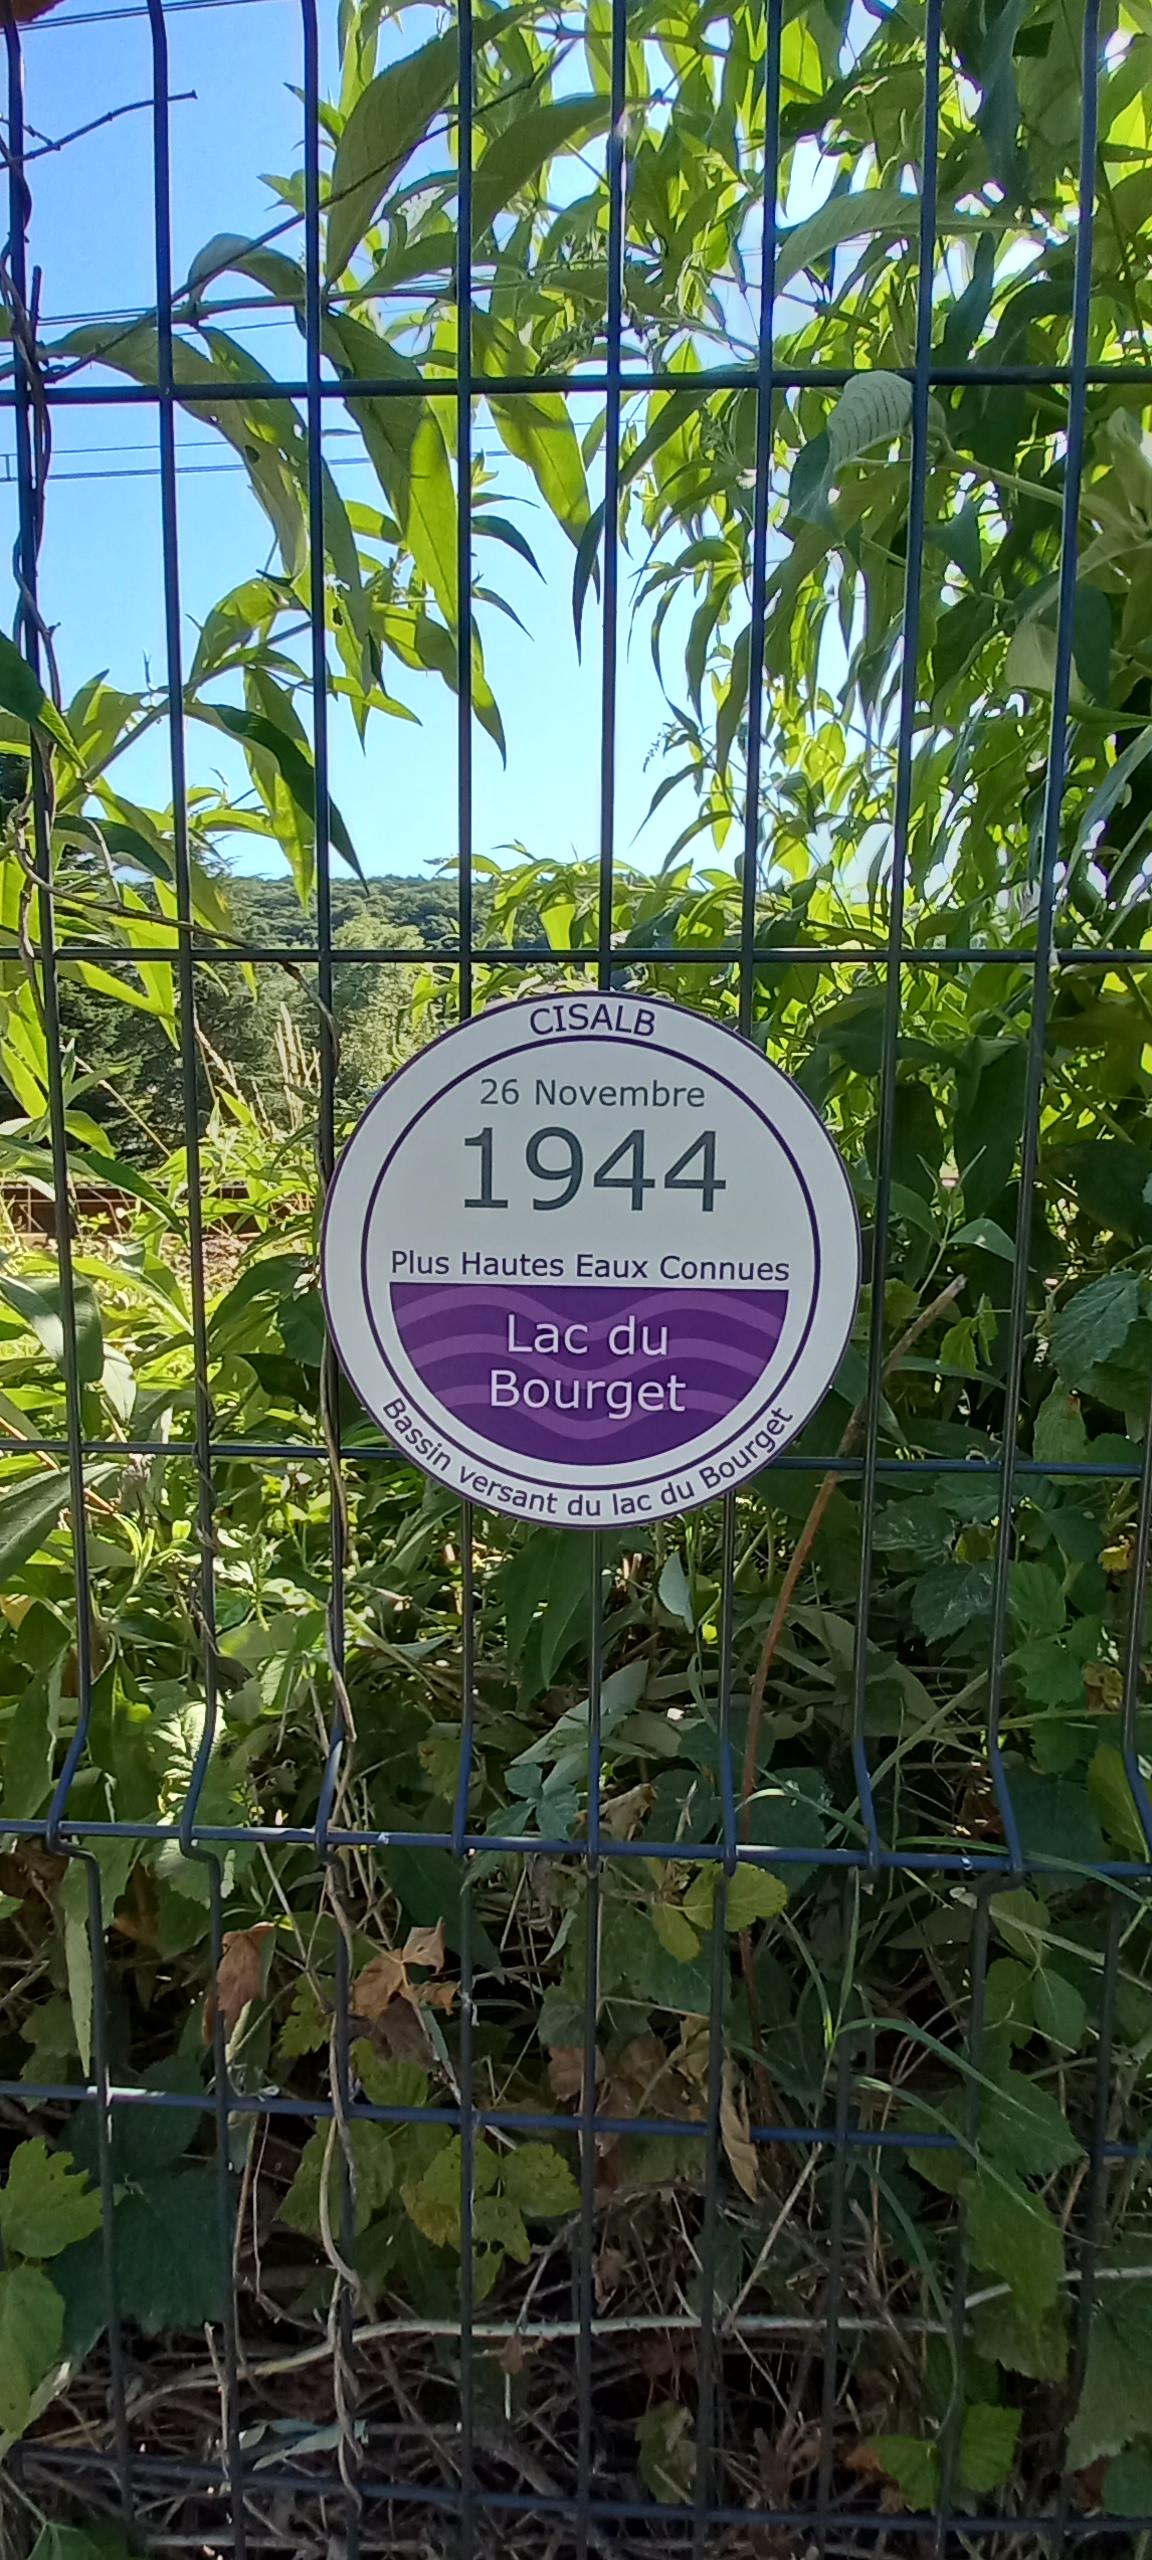 CISALB
26 Novembre
1944
Plus Hautes Eaux Connues
Lac du
Bourget
Bassin versant du lac du Bourget